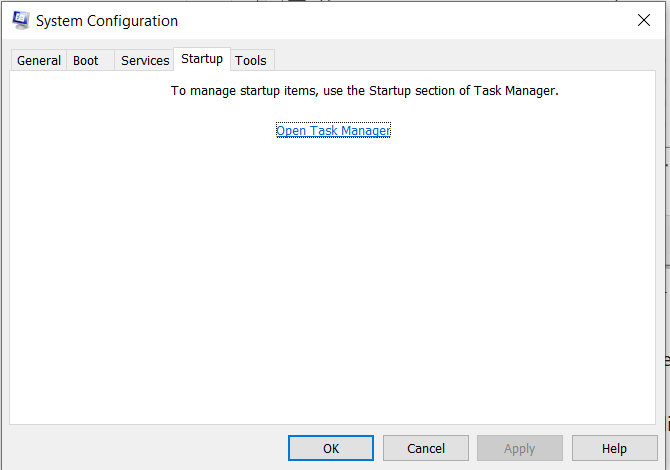 System Configuration
General Boot Services Startup Tools
To manage startup items, use the Startup section of Task Manager.
Open Task Manager
OK Cancel Apply Help